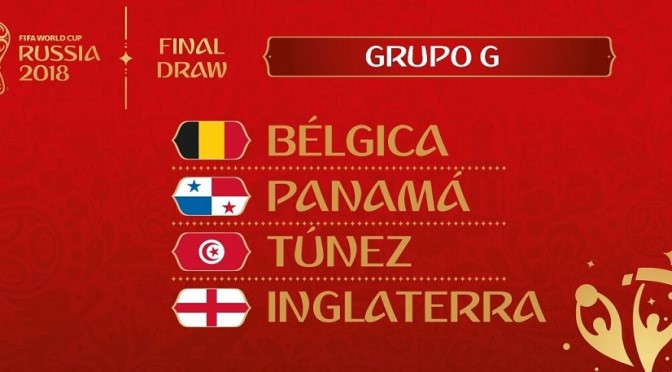 FIFA WORLD CUP
RUSSIA
2018
FINAL
DRAW
GRUPO G
BÉLGICA
PANAMÁ
TÚNEZ
INGLATERRA